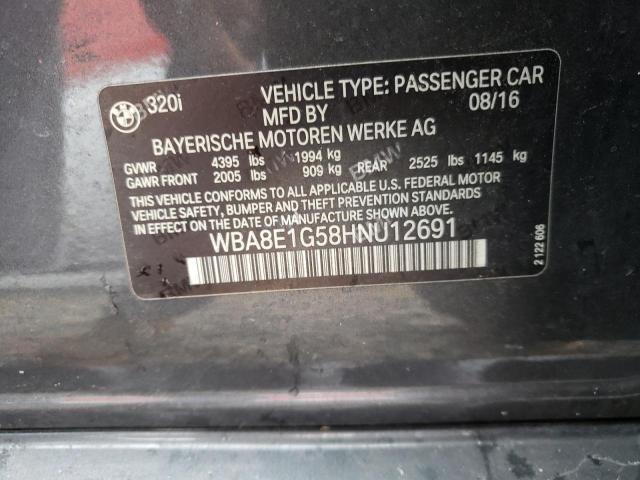 BMW 320i VEHICLE TYPE: PASSENGER CAR
MFD BY 08/16
BAYERISCHE MOTOREN WERKE AG
GVWR 4395 lbs 1994 kg
GAWR FRONT 2005 lbs 909 kg REAR 2525 lbs 1145 kg
THIS VEHICLE CONFORMS TO ALL APPLICABLE U.S. FEDERAL MOTOR
VEHICLE SAFETY, BUMPER AND THEFT PREVENTION STANDARDS
IN EFFECT ON THE DATE OF MANUFACTURE SHOWN ABOVE.
WBA8E1G58HNU12691
2 122 606